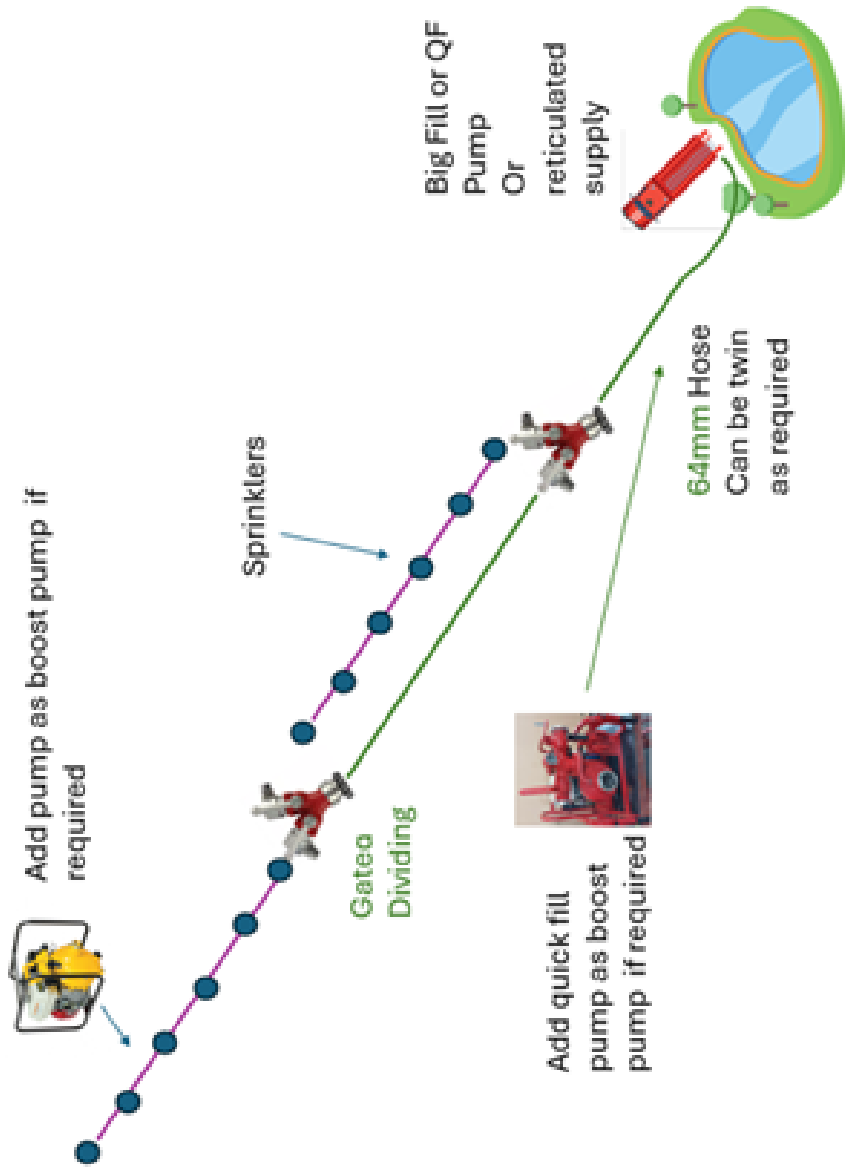 Add pump as boost pump if
required
Sprinklers
Big Fill or QF
Pump
Or
reticulated
supply
Gated
Dividing
64mm Hose
Can be twin
as required
Add quick fill
pump as boost
pump if required